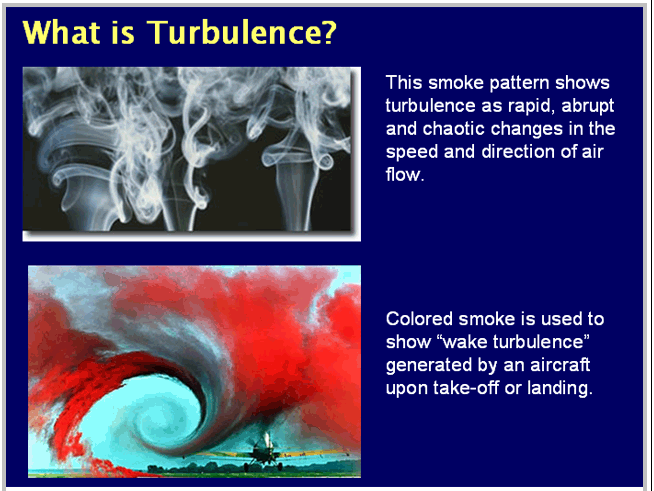 What is Turbulence?
This smoke pattern shows
turbulence as rapid, abrupt
and chaotic changes in the
speed and direction of air
flow.
Colored smoke is used to
show “wake turbulence”
generated by an aircraft
upon take-off or landing.